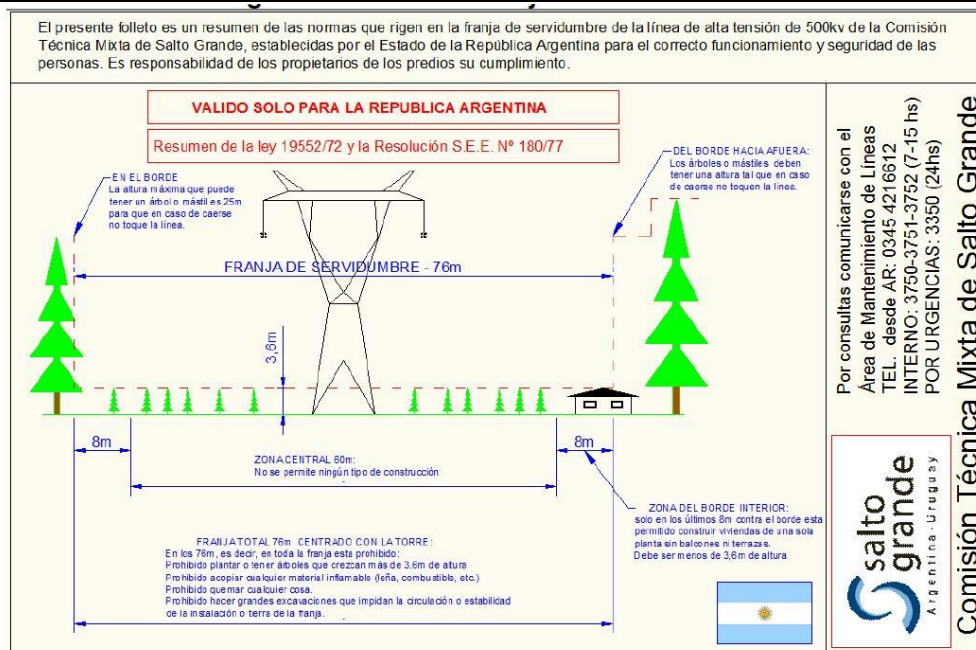 El presente folleto es un resumen de las normas que rigen en la franja de servidumbre de la línea de alta tensión de 500kv de la Comisión
Técnica Mixta de Salto Grande, establecidas por el Estado de la República Argentina para el correcto funcionamiento y seguridad de las
personas. Es responsabilidad de los propietarios de los predios su cumplimiento.
VALIDO SOLO PARA LA REPUBLICA ARGENTINA
Resumen de la ley 19552/72 y la Resolución S.E.E. Nº 180/77
EN EL BORDE
La altura máxima que puede
tener un árbol o mástil es 25m
para que en caso de caerse
no toque la línea.
DEL BORDE HACIA AFUERA:
Los árboles o mástiles deben
tener una altura tal que en caso
de caerse no toquen la línea.
FRANJA DE SERVIDUMBRE - 76m
3,6m
8m
8m
ZONA CENTRAL 60m:
No se permite ningún tipo de construcción
ZONA DEL BORDE INTERIOR:
solo en los últimos 8m contra el borde esta
permitido construir viviendas de una sola
planta sin balcones ni terrazas.
Debe ser menos de 3,6m de altura
FRANJA TOTAL 76m CENTRADO CON LA TORRE:
En los 76m, es decir, en toda la franja esta prohibido:
Prohibido plantar o tener árboles que crezcan más de 3.6m de atura
Prohibido acopiar cualquier material inflamable (leña, combustible, etc.)
Prohibido quemar cualquier cosa.
Prohibido hacer grandes excavaciones que impidan la circulación o estabilidad
de la instalación o terra de la franja.
Por consultas comunicarse con el
Área de Mantenimiento de Líneas
TEL. desde AR: 0345 4216612
INTERNO: 3750-3751-3752 (7-15 hs)
POR URGENCIAS: 3350 (24hs)
salto
grande
Argentina - Uruguay
Comisión Técnica Mixta de Salto Grande